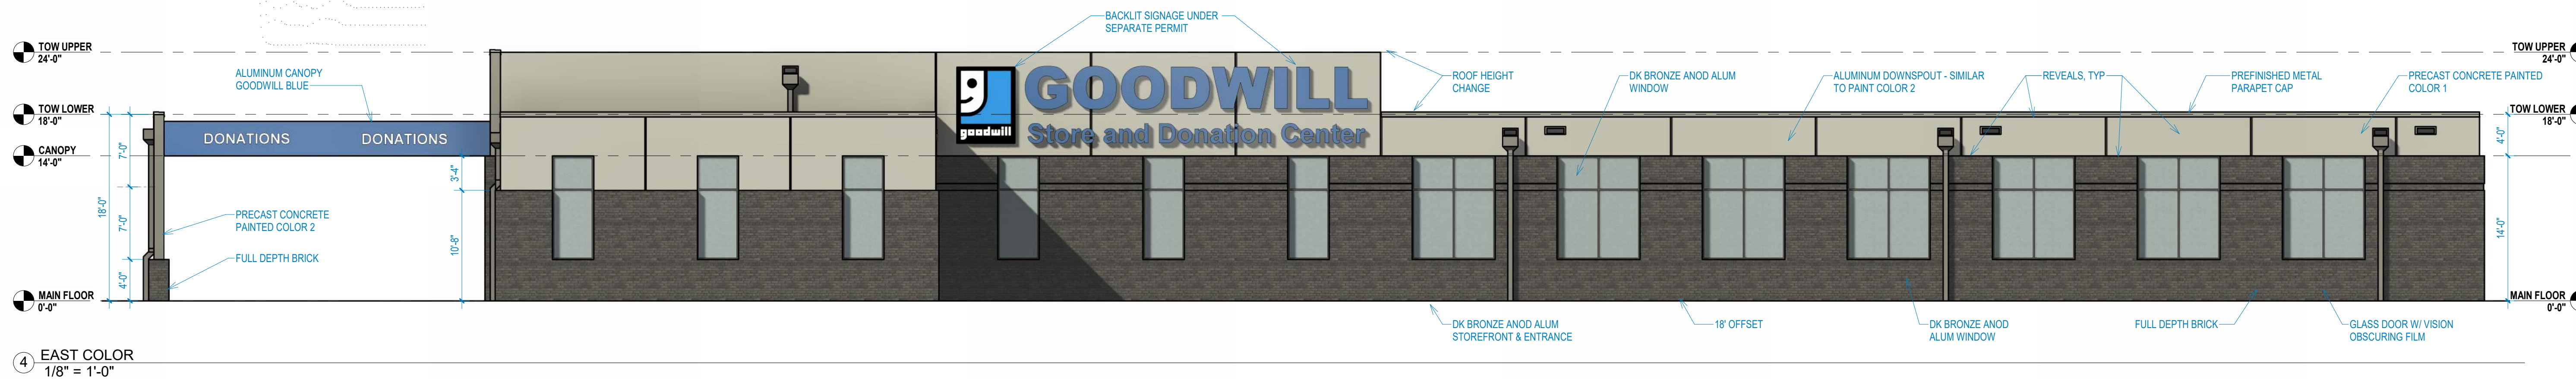 BACKLIT SIGNAGE UNDER
SEPARATE PERMIT
TOW UPPER
24'-0"
TOW UPPER
24'-0"
ALUMINUM CANOPY
GOODWILL BLUE
GOODWILL
Store and Donation Center
goodwill
ROOF HEIGHT
CHANGE
DK BRONZE ANOD ALUM
WINDOW
ALUMINUM DOWNSPOUT - SIMILAR
TO PAINT COLOR 2
REVEALS, TYP
PREFINISHED METAL
PARAPET CAP
PRECAST CONCRETE PAINTED
COLOR 1
TOW LOWER
18'-0"
TOW LOWER
18'-0"
DONATIONS DONATIONS
CANOPY
14'-0"
7'-0"
4'-0"
3'-4"
18'-0"
7'-0"
PRECAST CONCRETE
PAINTED COLOR 2
10'-8"
14'-0"
FULL DEPTH BRICK
4'-0"
MAIN FLOOR
0'-0"
MAIN FLOOR
0'-0"
DK BRONZE ANOD ALUM
STOREFRONT & ENTRANCE
18' OFFSET
DK BRONZE ANOD
ALUM WINDOW
FULL DEPTH BRICK
GLASS DOOR W/ VISION
OBSCURING FILM
4 EAST COLOR
1/8" = 1'-0"